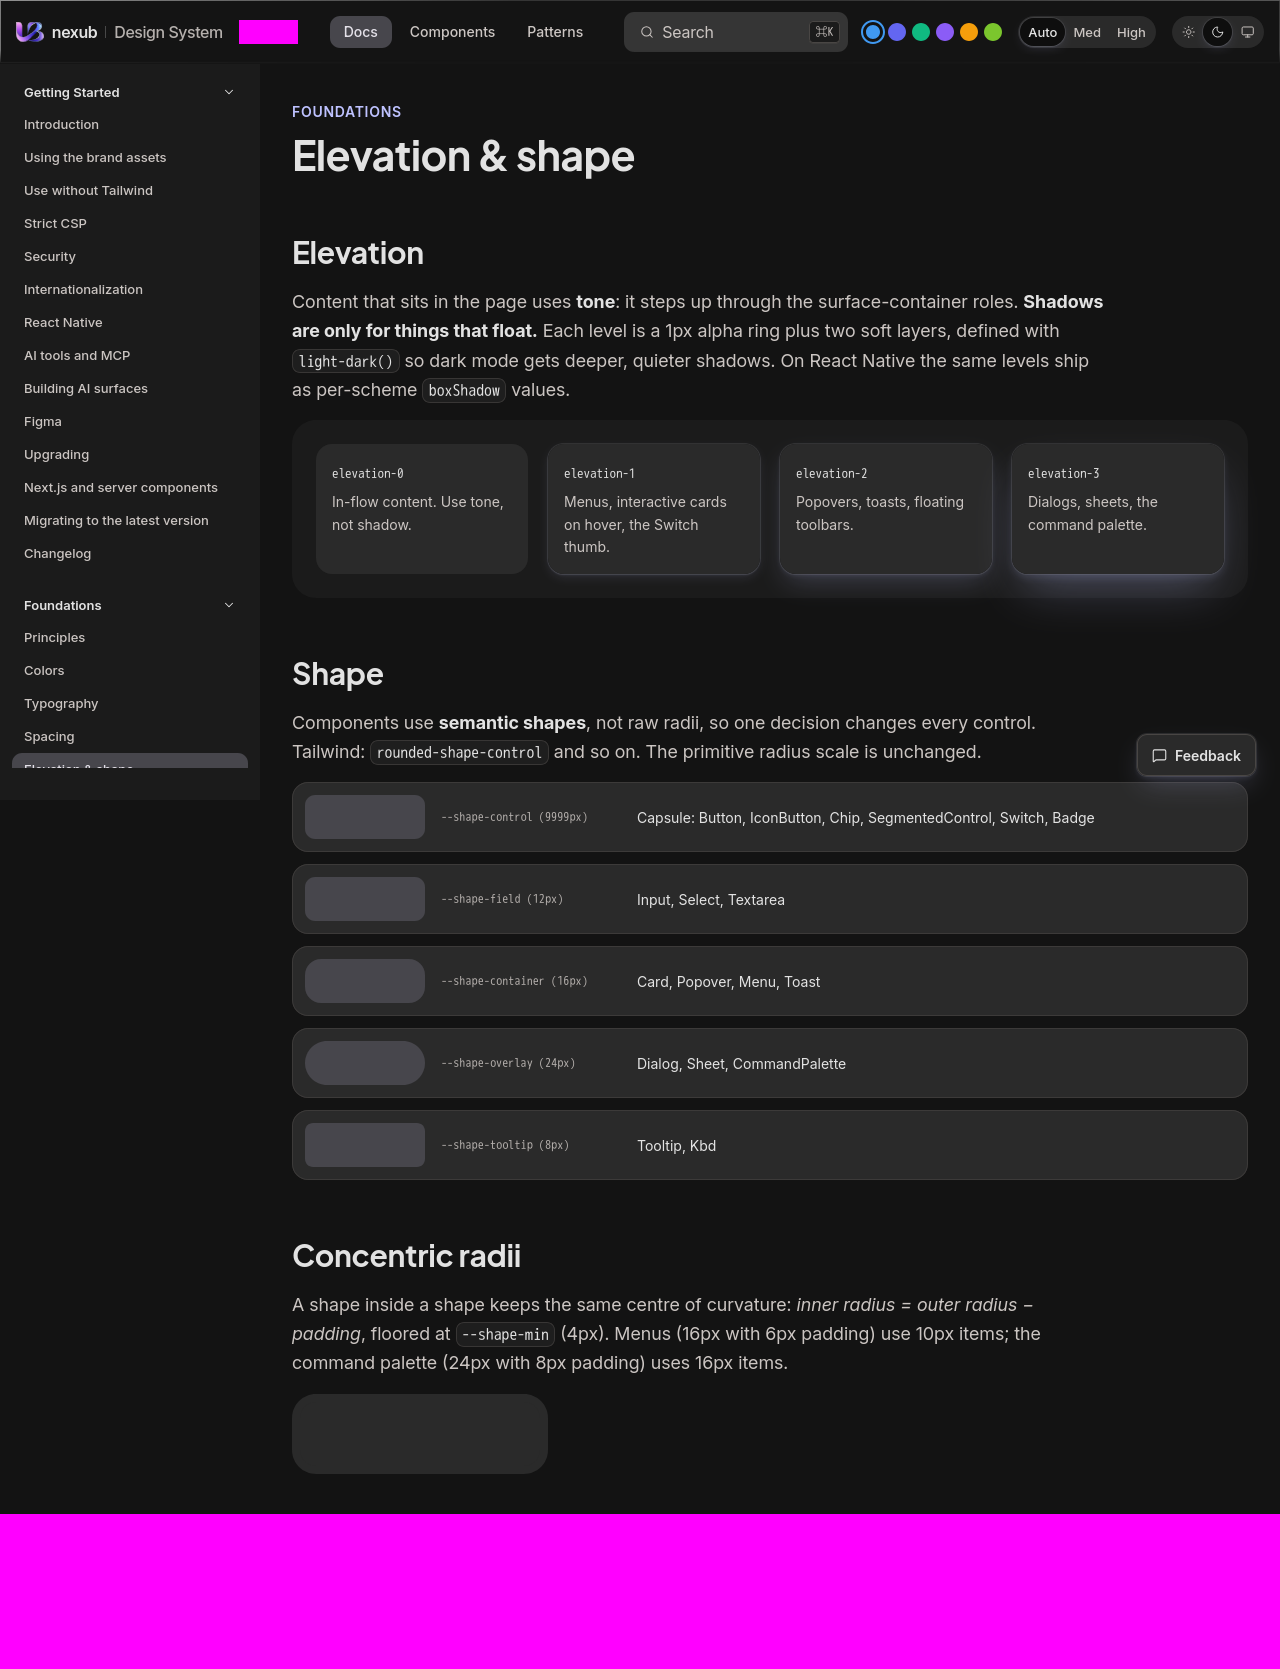 nexub | Design System
Docs
Components
Patterns
Search
⌘K
Auto
Med
High
Getting Started
Introduction
Using the brand assets
Use without Tailwind
Strict CSP
Security
Internationalization
React Native
AI tools and MCP
Building AI surfaces
Figma
Upgrading
Next.js and server components
Migrating to the latest version
Changelog
Foundations
Principles
Colors
Typography
Spacing
Elevation & shape
FOUNDATIONS
Elevation & shape
Elevation
Content that sits in the page uses tone: it steps up through the surface-container roles. Shadows
are only for things that float. Each level is a 1px alpha ring plus two soft layers, defined with
light-dark() so dark mode gets deeper, quieter shadows. On React Native the same levels ship
as per-scheme boxShadow values.
elevation-0
In-flow content. Use tone,
not shadow.
elevation-1
Menus, interactive cards
on hover, the Switch
thumb.
elevation-2
Popovers, toasts, floating
toolbars.
elevation-3
Dialogs, sheets, the
command palette.
Shape
Components use semantic shapes, not raw radii, so one decision changes every control.
Tailwind: rounded-shape-control and so on. The primitive radius scale is unchanged.
Feedback
--shape-control (9999px)
Capsule: Button, IconButton, Chip, SegmentedControl, Switch, Badge
--shape-field (12px)
Input, Select, Textarea
--shape-container (16px)
Card, Popover, Menu, Toast
--shape-overlay (24px)
Dialog, Sheet, CommandPalette
--shape-tooltip (8px)
Tooltip, Kbd
Concentric radii
A shape inside a shape keeps the same centre of curvature: inner radius = outer radius −
padding, floored at --shape-min (4px). Menus (16px with 6px padding) use 10px items; the
command palette (24px with 8px padding) uses 16px items.